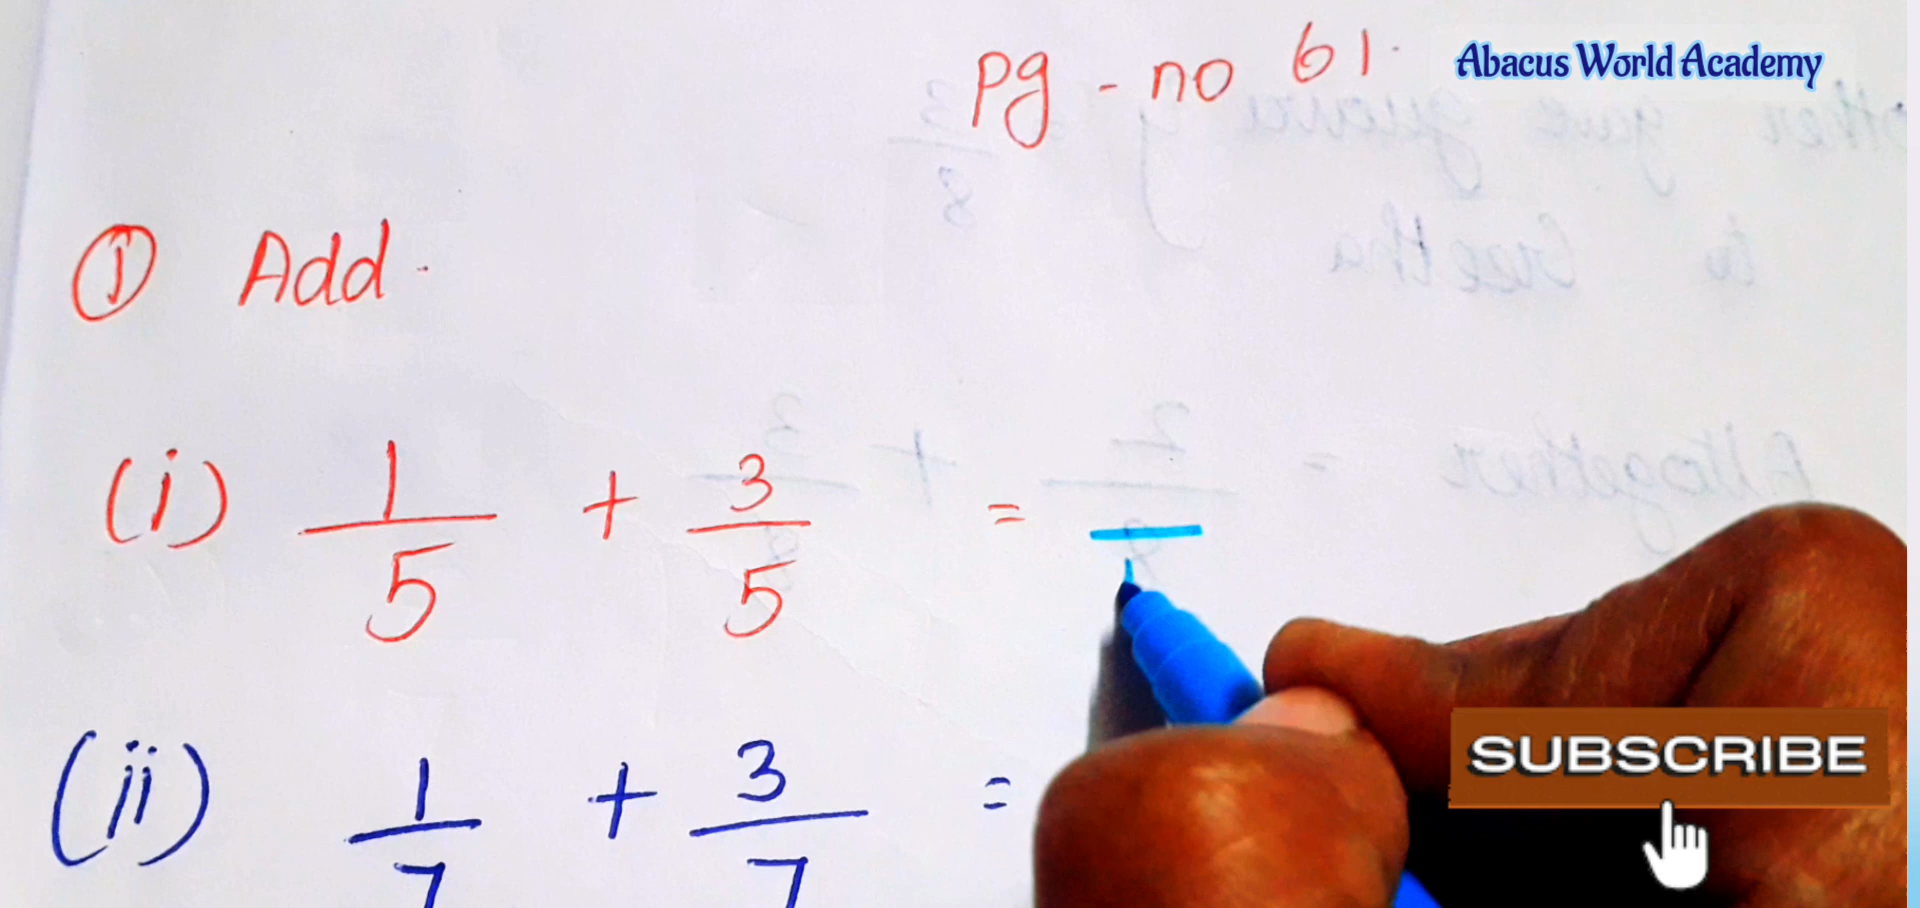 pg - no 61.
Abacus World Academy
① Add.
(i) 1/5 + 3/5 =
(ii) 1/7 + 3/7 =
SUBSCRIBE